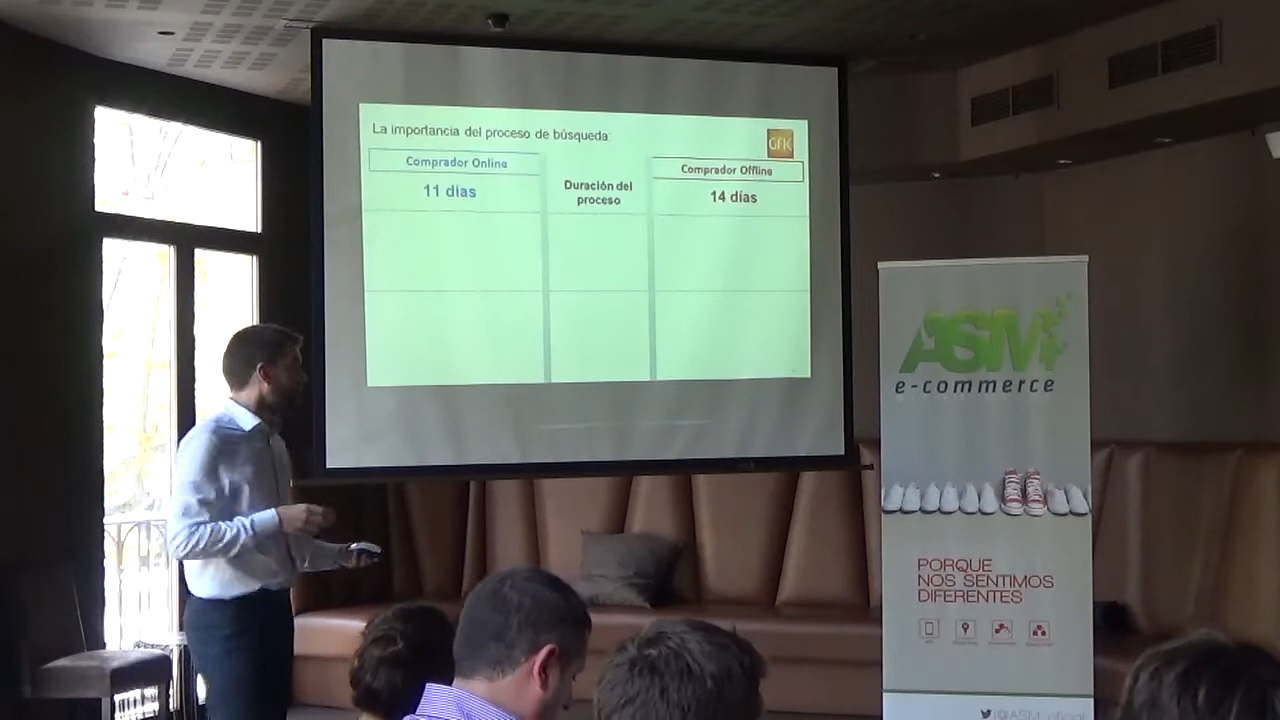 La importancia del proceso de búsqueda:
GfK
Comprador Online
Comprador Offline
11 días
Duración del
proceso
14 días
ASM
e-commerce
PORQUE
NOS SENTIMOS
DIFERENTES
@ASM_oficial